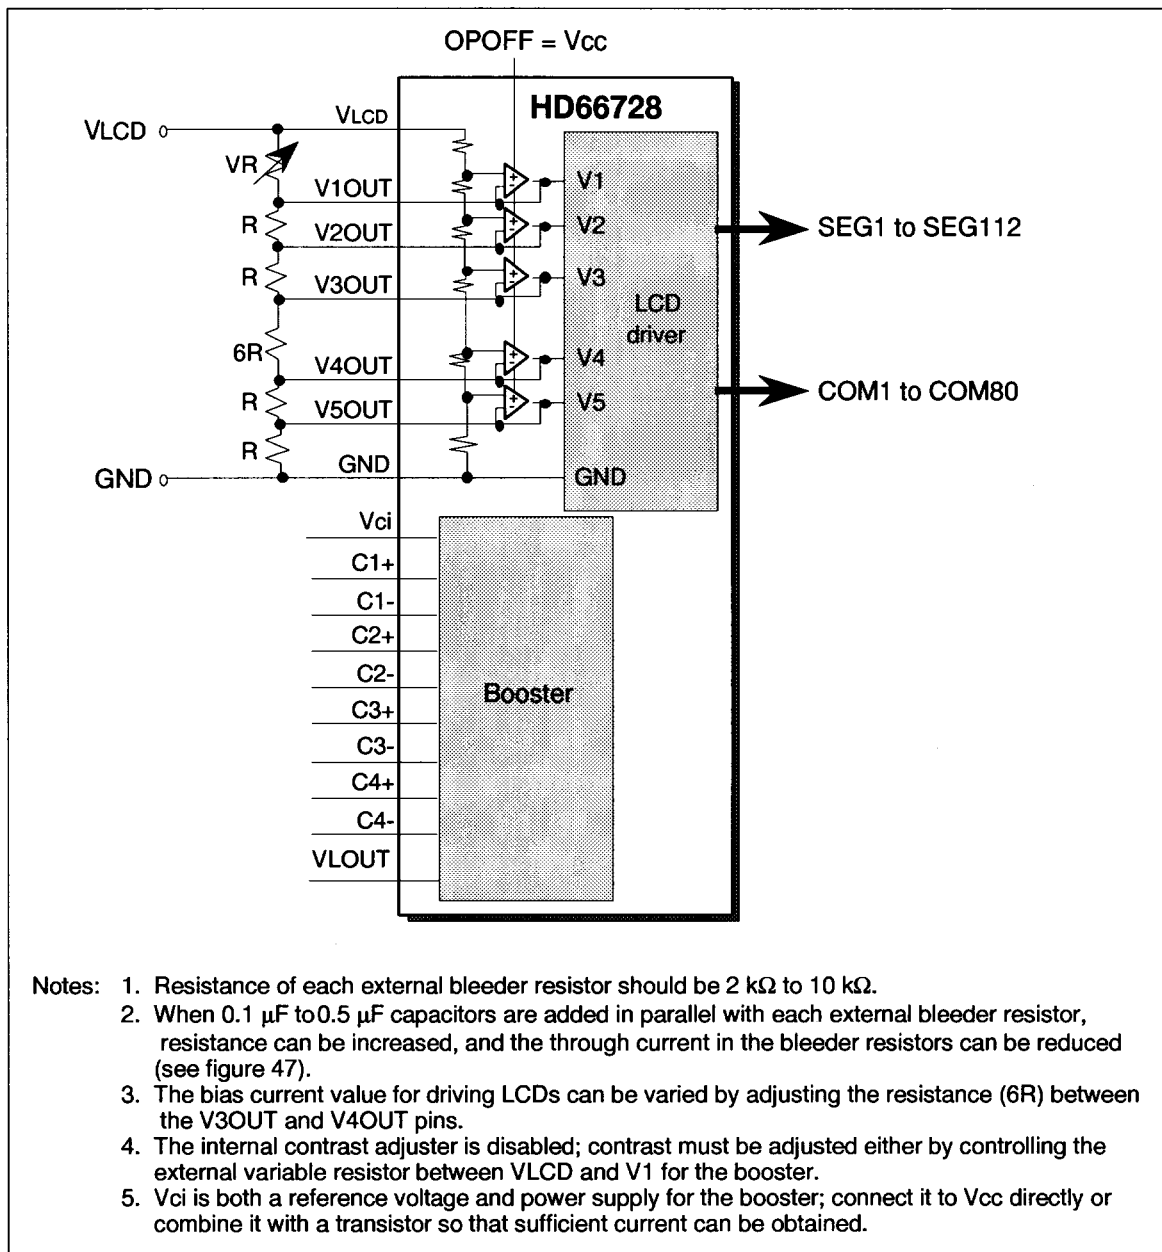 OPOFF = Vcc
HD66728
VLCD
VLCD
VR
V1OUT
V1
R
V2OUT
V2
SEG1 to SEG112
R
V3OUT
V3
LCD
driver
6R
V4OUT
V4
R
V5OUT
V5
COM1 to COM80
R
GND
GND
GND
Vci
C1+
C1-
C2+
C2-
Booster
C3+
C3-
C4+
C4-
VLOUT
Notes: 1. Resistance of each external bleeder resistor should be 2 kΩ to 10 kΩ.
2. When 0.1 µF to0.5 µF capacitors are added in parallel with each external bleeder resistor,
resistance can be increased, and the through current in the bleeder resistors can be reduced
(see figure 47).
3. The bias current value for driving LCDs can be varied by adjusting the resistance (6R) between
the V3OUT and V4OUT pins.
4. The internal contrast adjuster is disabled; contrast must be adjusted either by controlling the
external variable resistor between VLCD and V1 for the booster.
5. Vci is both a reference voltage and power supply for the booster; connect it to Vcc directly or
combine it with a transistor so that sufficient current can be obtained.